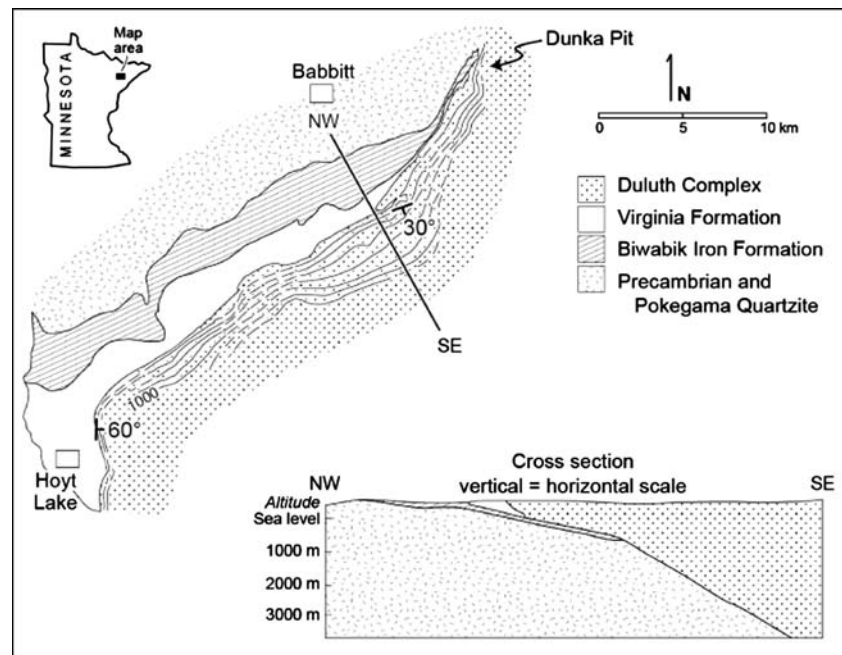 MINNESOTA
Map
area
Babbitt
Dunka Pit
NW
N
0 5 10 km
Duluth Complex
Virginia Formation
Biwabik Iron Formation
Precambrian and
Pokegama Quartzite
30°
SE
1000
60°
Hoyt
Lake
Cross section
vertical = horizontal scale
NW
SE
Altitude
Sea level
1000 m
2000 m
3000 m